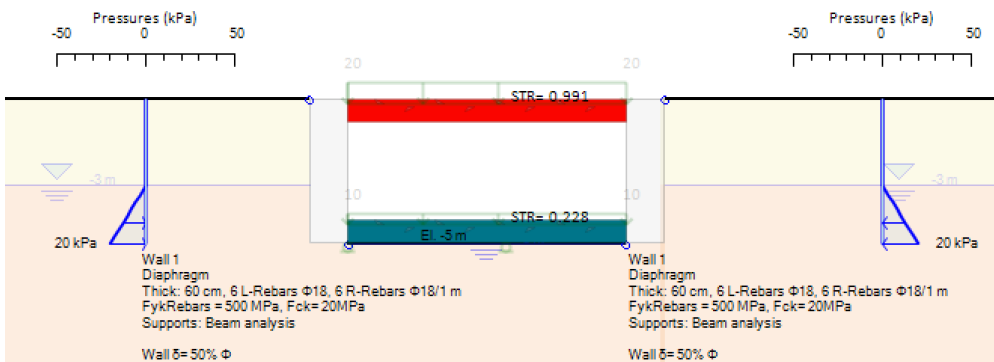 Pressures (kPa)
-50 0 50
Pressures (kPa)
-50 0 50
20
20
STR= 0.991
-3 m
-3 m
10
10
STR= 0.228
El. -5 m
20 kPa
20 kPa
Wall 1
Diaphragm
Thick: 60 cm, 6 L-Rebars Φ18, 6 R-Rebars Φ18/1 m
FykRebars = 500 MPa, Fck= 20MPa
Supports: Beam analysis
Wall δ= 50% Φ
Wall 1
Diaphragm
Thick: 60 cm, 6 L-Rebars Φ18, 6 R-Rebars Φ18/1 m
FykRebars = 500 MPa, Fck= 20MPa
Supports: Beam analysis
Wall δ= 50% Φ